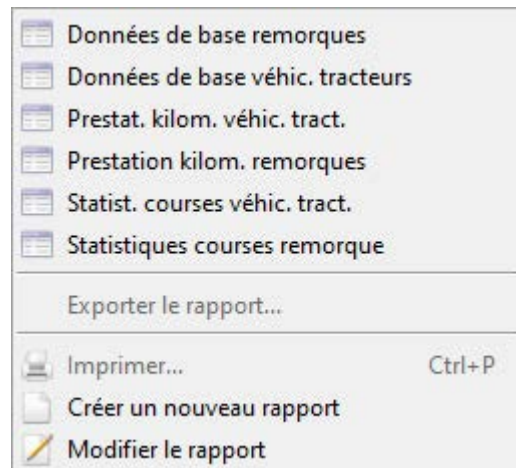 Données de base remorques
Données de base véhic. tracteurs
Prestat. kilom. véhic. tract.
Prestation kilom. remorques
Statist. courses véhic. tract.
Statistiques courses remorque
Exporter le rapport...
Imprimer... Ctrl+P
Créer un nouveau rapport
Modifier le rapport